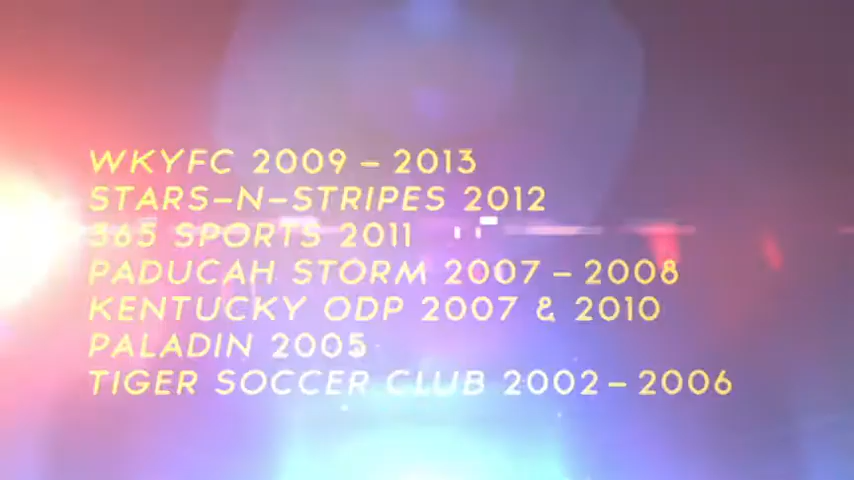 WKYFC 2009 – 2013
STARS–N–STRIPES 2012
365 SPORTS 2011
PADUCAH STORM 2007 – 2008
KENTUCKY ODP 2007 & 2010
PALADIN 2005
TIGER SOCCER CLUB 2002 – 2006